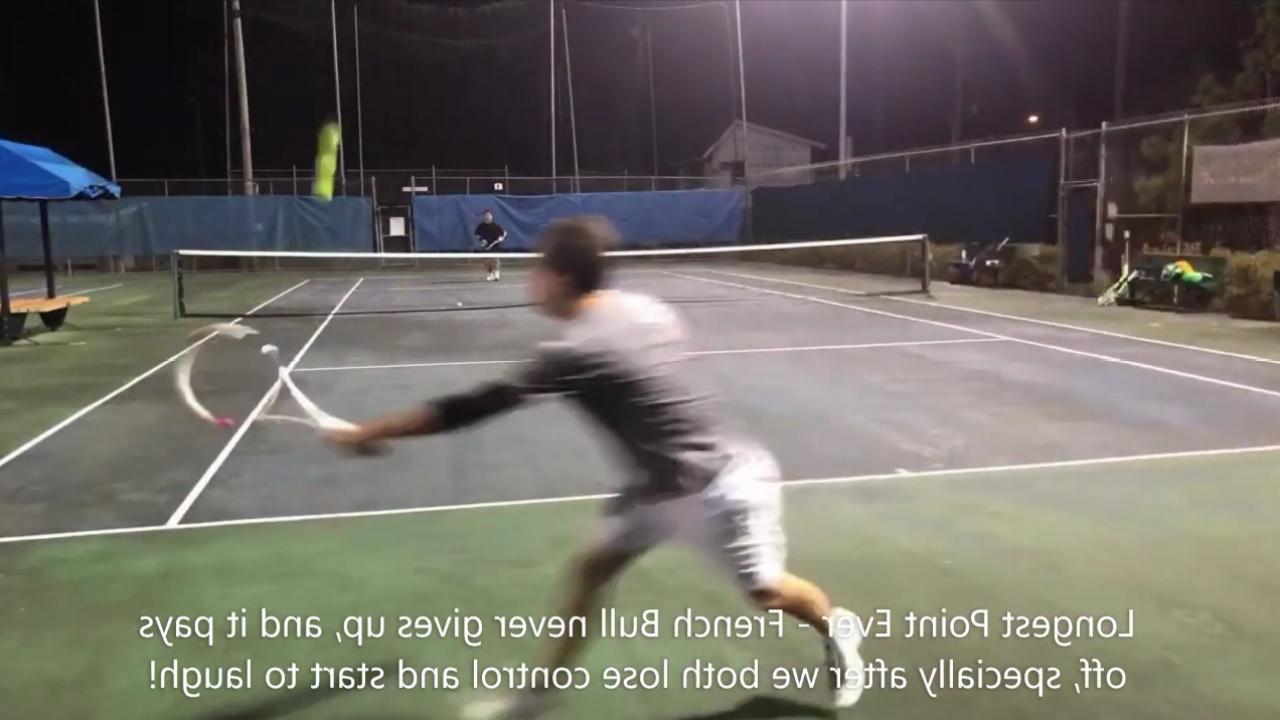 Longest Point Ever - French Bull never gives up, and it pays
off, specially after we both lose control and start to laugh!